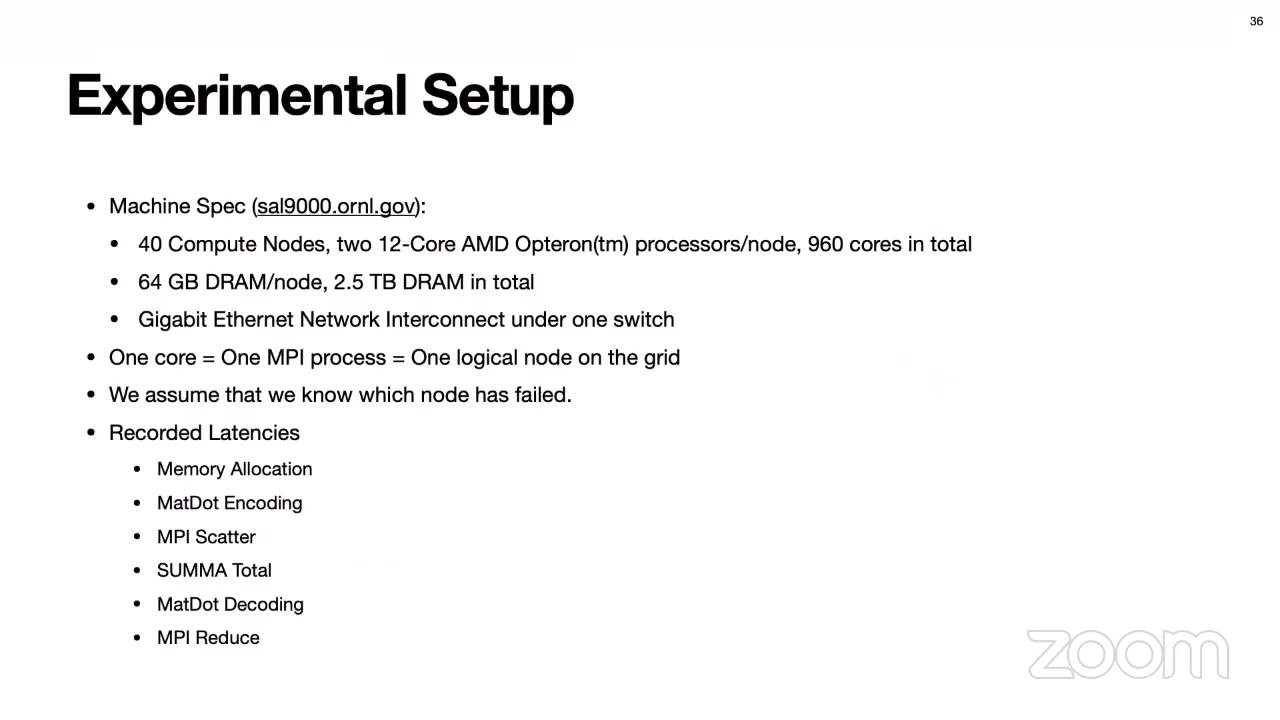 36
Experimental Setup
• Machine Spec (sal9000.ornl.gov):
• 40 Compute Nodes, two 12-Core AMD Opteron(tm) processors/node, 960 cores in total
• 64 GB DRAM/node, 2.5 TB DRAM in total
• Gigabit Ethernet Network Interconnect under one switch
• One core = One MPI process = One logical node on the grid
• We assume that we know which node has failed.
• Recorded Latencies
• Memory Allocation
• MatDot Encoding
• MPI Scatter
• SUMMA Total
• MatDot Decoding
• MPI Reduce
zoom